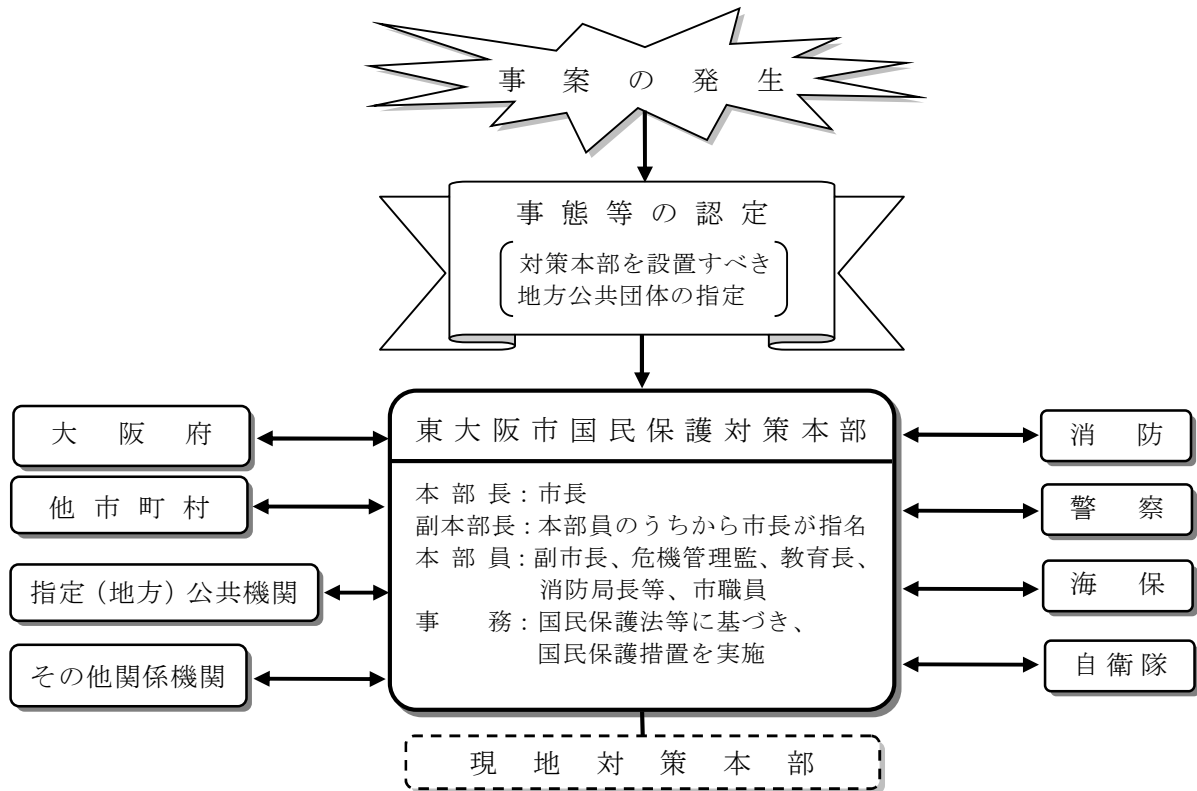 事案の発生
事態等の認定
対策本部を設置すべき
地方公共団体の指定
東大阪市国民保護対策本部
本部長：市長
副本部長：本部員のうちから市長が指名
本部員：副市長、危機管理監、教育長、
消防局長等、市職員
事務：国民保護法等に基づき、
国民保護措置を実施
大阪府
他市町村
指定（地方）公共機関
その他関係機関
消防
警察
海保
自衛隊
現地対策本部